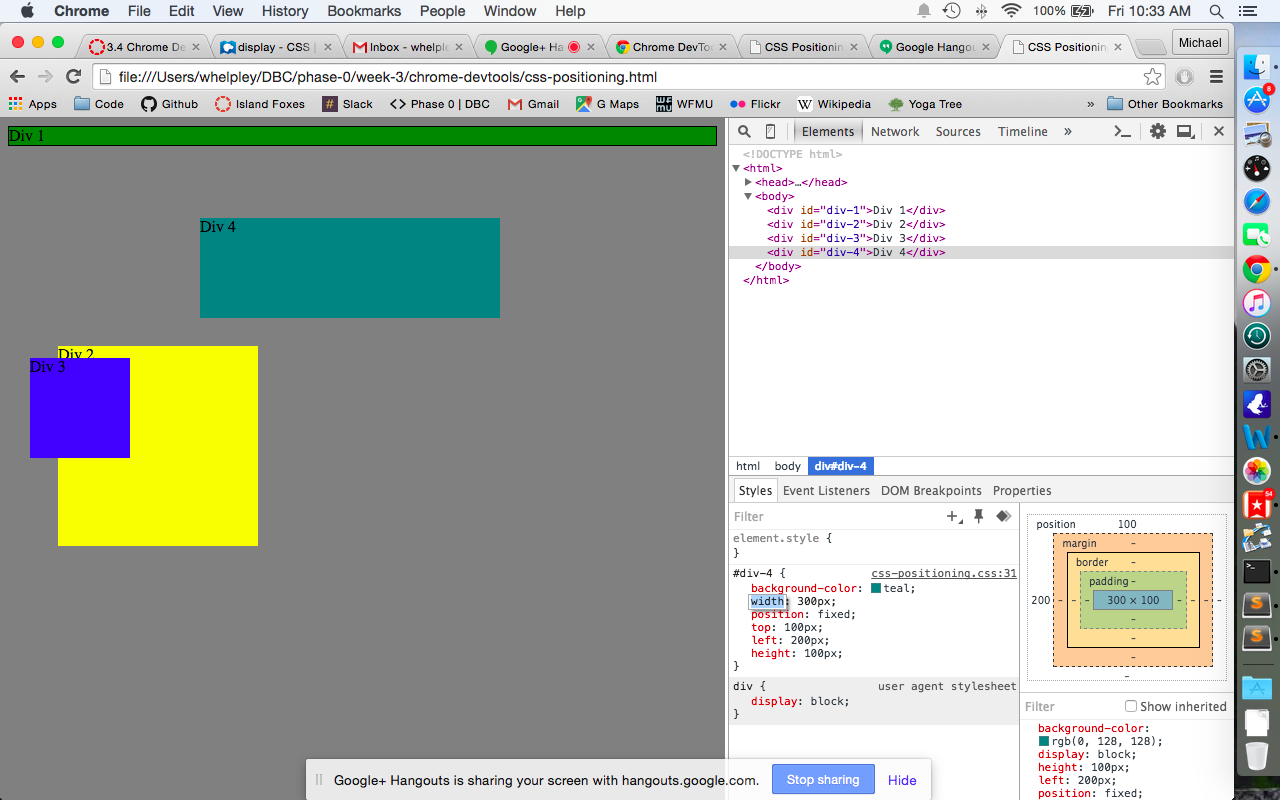 Chrome File Edit View History Bookmarks People Window Help 100% Fri 10:33 AM
3.4 Chrome De display - CSS | Inbox - whelpl Google+ Ha Chrome DevTo CSS Positionin Google Hangou CSS Positionin Michael
file:///Users/whelpley/DBC/phase-0/week-3/chrome-devtools/css-positioning.html
Apps Code Github Island Foxes # Slack <> Phase 0 | DBC Gmail G Maps WFMU WFMU Flickr W Wikipedia Yoga Tree » Other Bookmarks
Div 1
Div 4
Div 2
Div 3
Elements Network Sources Timeline »
<!DOCTYPE html>
<html>
<head>…</head>
<body>
<div id="div-1">Div 1</div>
<div id="div-2">Div 2</div>
<div id="div-3">Div 3</div>
<div id="div-4">Div 4</div>
</body>
</html>
html body div#div-4
Styles Event Listeners DOM Breakpoints Properties
Filter
element.style {
}
#div-4 { css-positioning.css:31
background-color: teal;
width: 300px;
position: fixed;
top: 100px;
left: 200px;
height: 100px;
}
div { user agent stylesheet
display: block;
}
position 100
margin -
border -
padding -
200 - - - 300 × 100 - - - -
-
-
-
-
Filter Show inherited
background-color:
rgb(0, 128, 128);
display: block;
height: 100px;
left: 200px;
position: fixed;
Google+ Hangouts is sharing your screen with hangouts.google.com. Stop sharing Hide
8
54